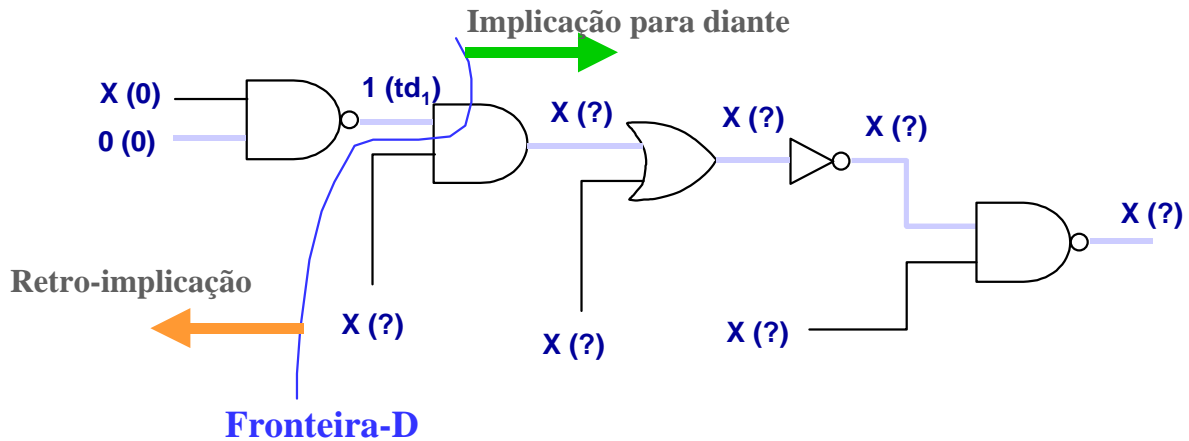 Implicação para diante
X (0)
1 (td₁)
0 (0)
X (?)
X (?)
X (?)
X (?)
Retro-implicação
X (?)
X (?)
X (?)
Fronteira-D